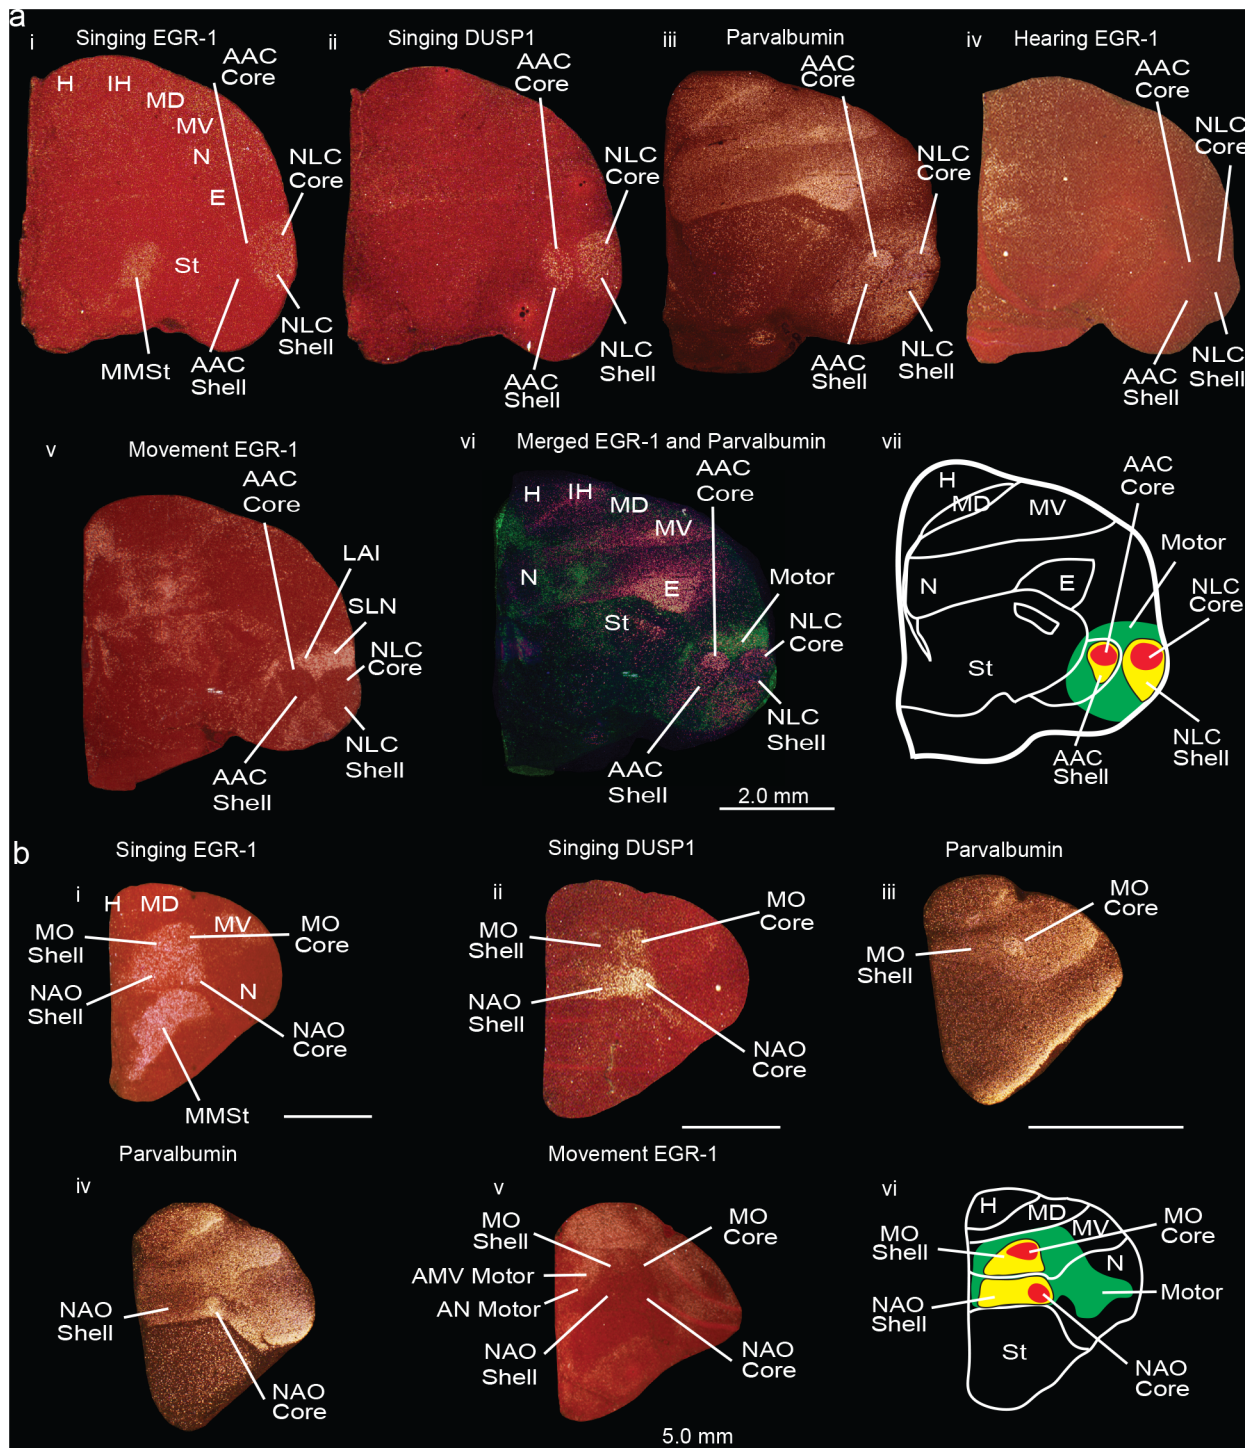 a
i
Singing EGR-1
H
IH
MD
MV
N
E
St
AAC
Core
NLC
Core
NLC
Shell
AAC
Shell
MMSt
ii
Singing DUSP1
AAC
Core
NLC
Core
NLC
Shell
AAC
Shell
iii
Parvalbumin
AAC
Core
NLC
Core
AAC
Shell
NLC
Shell
iv
Hearing EGR-1
AAC
Core
NLC
Core
AAC
Shell
NLC
Shell
v
Movement EGR-1
AAC
Core
LAI
SLN
NLC
Core
NLC
Shell
AAC
Shell
vi
Merged EGR-1 and Parvalbumin
AAC
Core
H
IH
MD
MV
N
E
St
Motor
NLC
Core
NLC
Shell
AAC
Shell
2.0 mm
vii
AAC
Core
H
MD
MV
Motor
N
E
NLC
Core
St
AAC
Shell
NLC
Shell
b
Singing EGR-1
i
H
MD
MV
MO
Shell
MO
Core
NAO
Shell
N
NAO
Core
MMSt
Singing DUSP1
ii
MO
Shell
MO
Core
NAO
Shell
NAO
Core
Parvalbumin
iii
MO
Core
MO
Shell
Parvalbumin
iv
NAO
Shell
NAO
Core
Movement EGR-1
v
MO
Shell
MO
Core
AMV Motor
AN Motor
NAO
Shell
NAO
Core
5.0 mm
vi
H
MD
MV
MO
Shell
MO
Core
N
NAO
Shell
Motor
St
NAO
Core